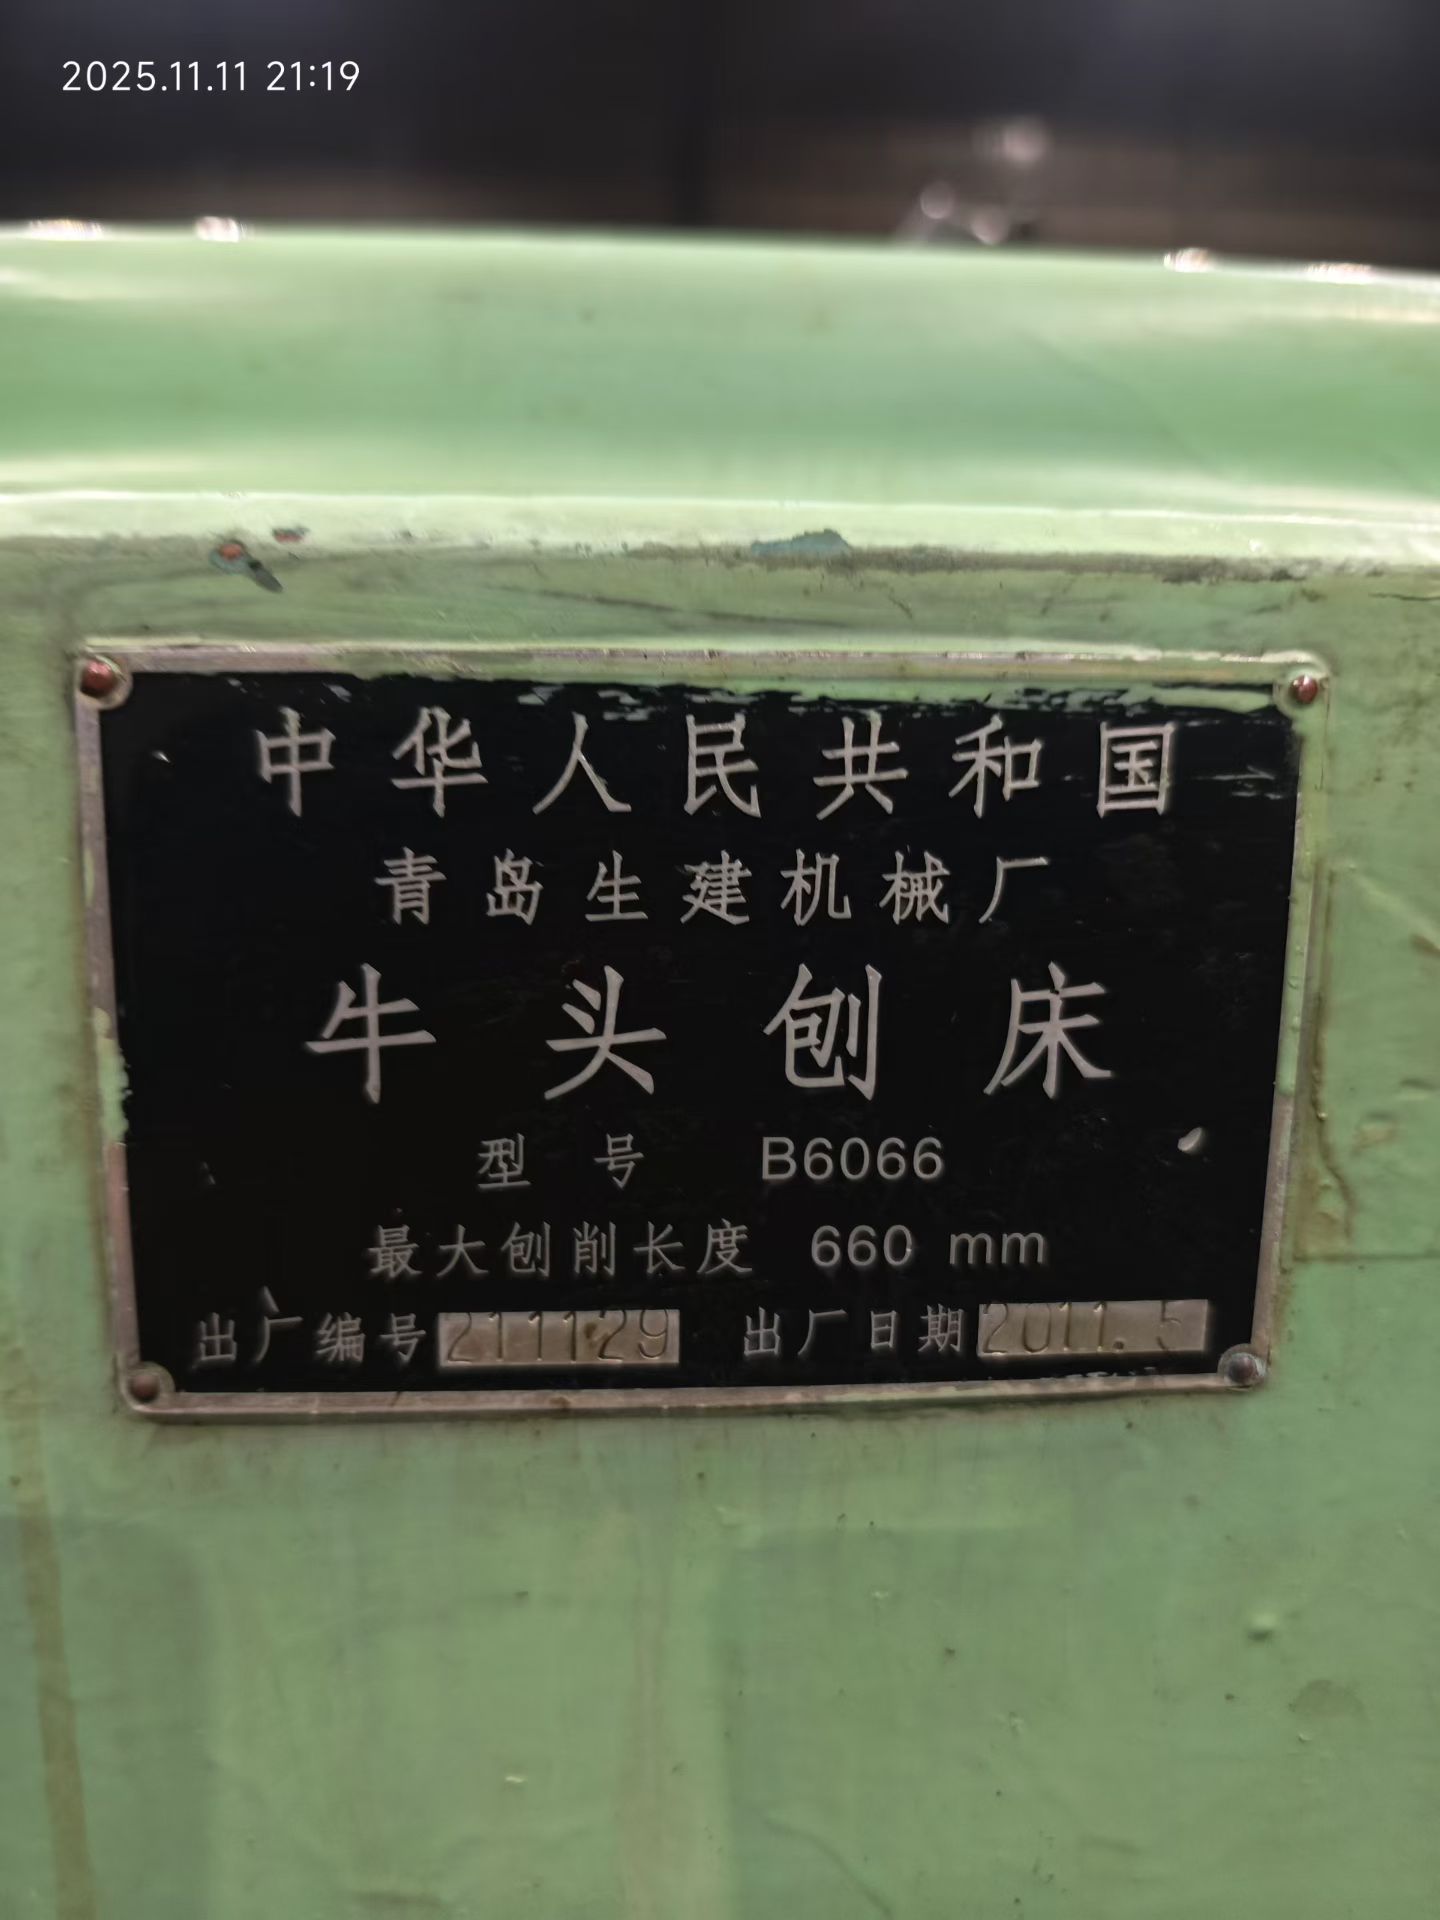 2025.11.11 21:19
中华人民共和国
青岛生建机械厂
牛头刨床
型号 B6066
最大刨削长度 660 mm
出厂编号 211129 出厂日期 2011.5